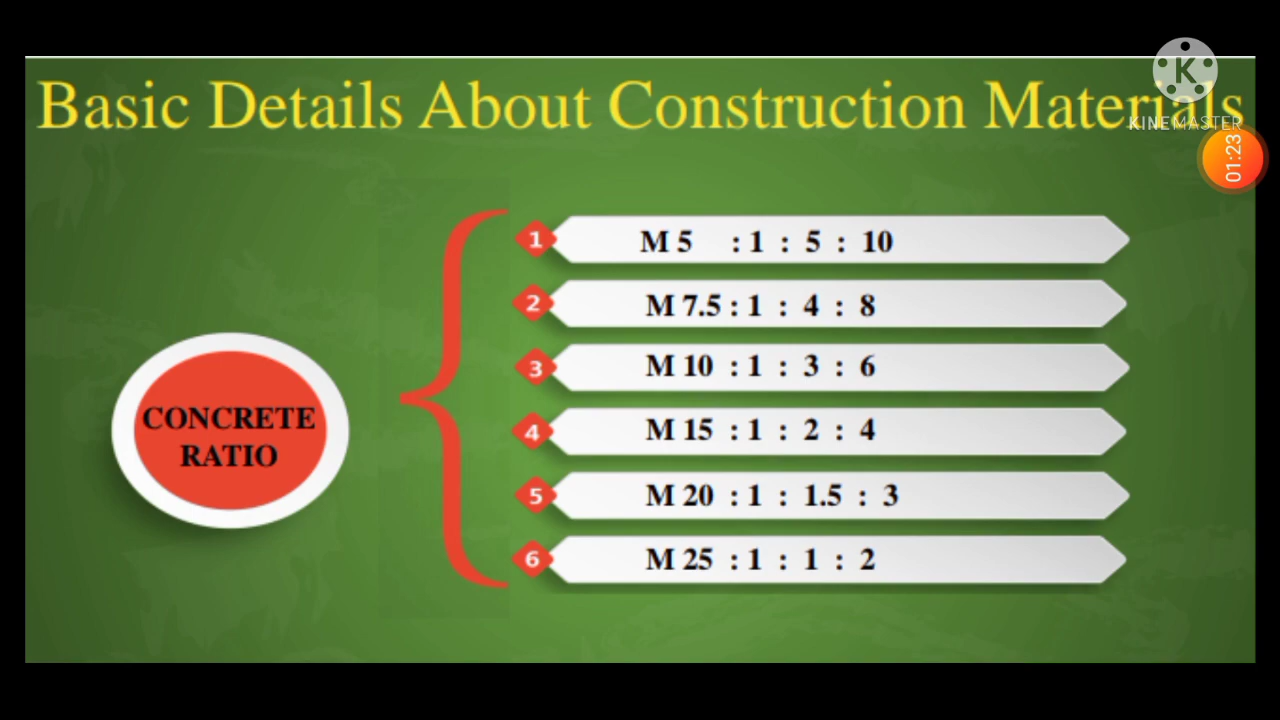 Basic Details About Construction Materials
K
KINEMASTER
01:23
1 M 5 : 1 : 5 : 10
2 M 7.5 : 1 : 4 : 8
3 M 10 : 1 : 3 : 6
4 M 15 : 1 : 2 : 4
5 M 20 : 1 : 1.5 : 3
6 M 25 : 1 : 1 : 2
CONCRETE
RATIO